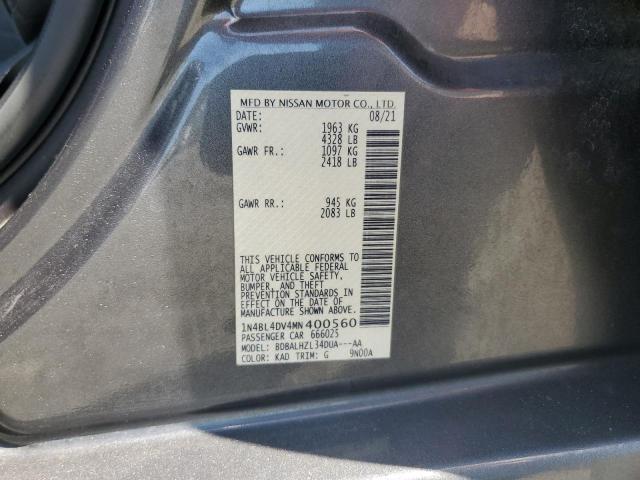 MFD BY NISSAN MOTOR CO., LTD.
DATE: 08/21
GVWR: 1963 KG
4328 LB
GAWR FR.: 1097 KG
2418 LB
GAWR RR.: 945 KG
2083 LB
THIS VEHICLE CONFORMS TO
ALL APPLICABLE FEDERAL
MOTOR VEHICLE SAFETY,
BUMPER, AND THEFT
PREVENTION STANDARDS IN
EFFECT ON THE DATE OF
MANUFACTURE SHOWN ABOVE.
1N4BL4DV4MN400560
PASSENGER CAR 666025
MODEL: BDBALHZL34DUA---AA
COLOR: KAD TRIM: G 9N00A